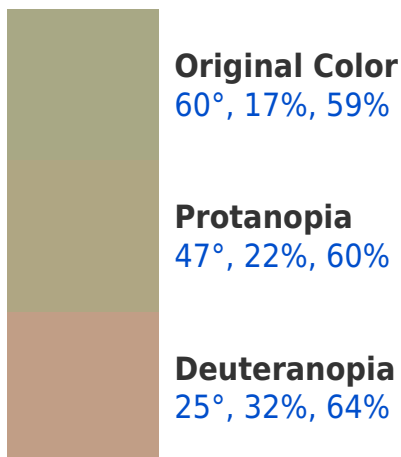 Original Color
60°, 17%, 59%
Protanopia
47°, 22%, 60%
Deuteranopia
25°, 32%, 64%